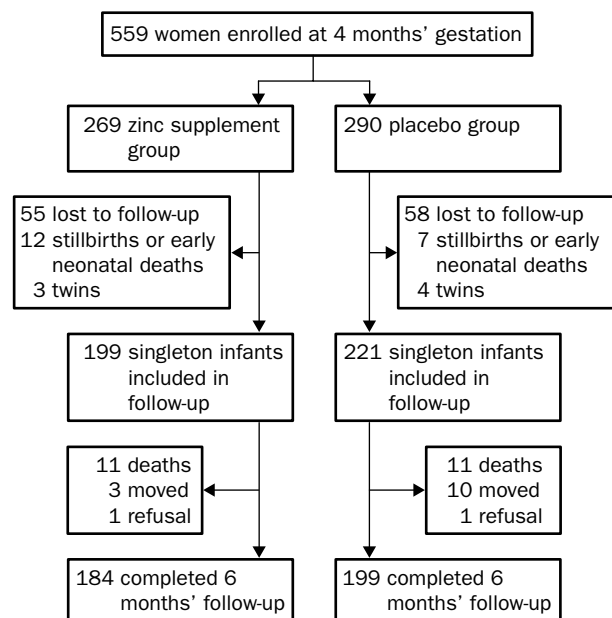 559 women enrolled at 4 months’ gestation
269 zinc supplement
group
290 placebo group
55 lost to follow-up
12 stillbirths or early
neonatal deaths
3 twins
58 lost to follow-up
7 stillbirths or early
neonatal deaths
4 twins
199 singleton infants
included in
follow-up
221 singleton infants
included in
follow-up
11 deaths
3 moved
1 refusal
11 deaths
10 moved
1 refusal
184 completed 6
months’ follow-up
199 completed 6
months’ follow-up